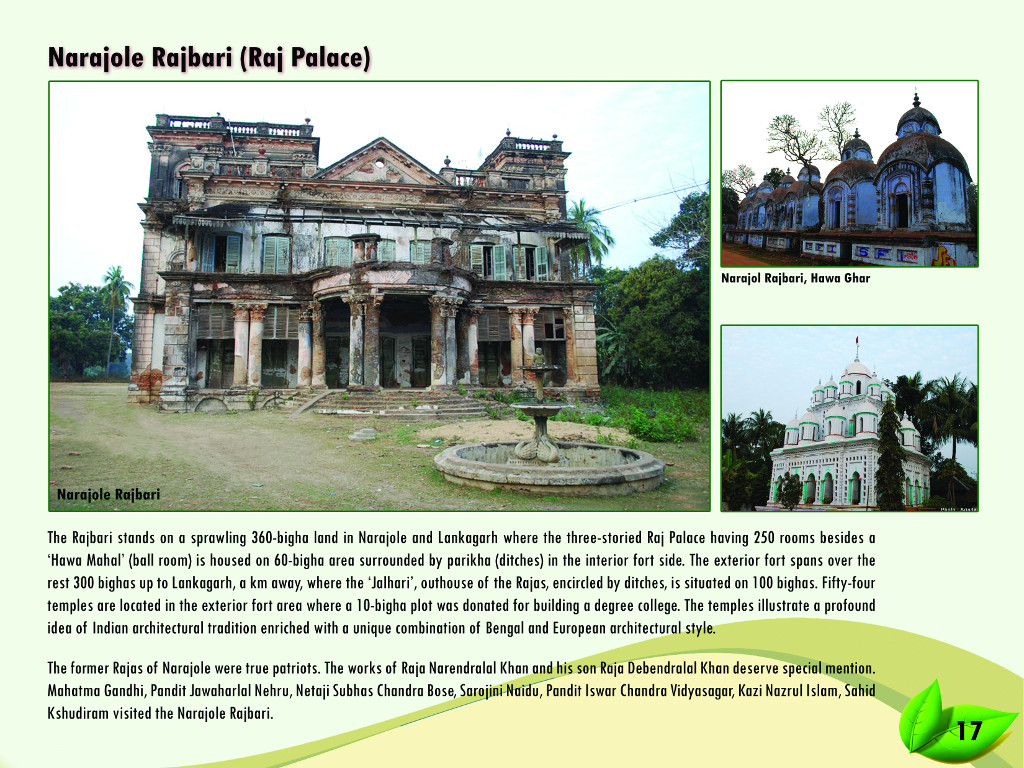 Narajole Rajbari (Raj Palace)
Narajole Rajbari
Narajol Rajbari, Hawa Ghar
SFI
The Rajbari stands on a sprawling 360-bigha land in Narajole and Lankagarh where the three-storied Raj Palace having 250 rooms besides a
‘Hawa Mahal’ (ball room) is housed on 60-bigha area surrounded by parikha (ditches) in the interior fort side. The exterior fort spans over the
rest 300 bighas up to Lankagarh, a km away, where the ‘Jalhari’, outhouse of the Rajas, encircled by ditches, is situated on 100 bighas. Fifty-four
temples are located in the exterior fort area where a 10-bigha plot was donated for building a degree college. The temples illustrate a profound
idea of Indian architectural tradition enriched with a unique combination of Bengal and European architectural style.
The former Rajas of Narajole were true patriots. The works of Raja Narendralal Khan and his son Raja Debendralal Khan deserve special mention.
Mahatma Gandhi, Pandit Jawaharlal Nehru, Netaji Subhas Chandra Bose, Sarojini Naidu, Pandit Iswar Chandra Vidyasagar, Kazi Nazrul Islam, Sahid
Kshudiram visited the Narajole Rajbari.
17